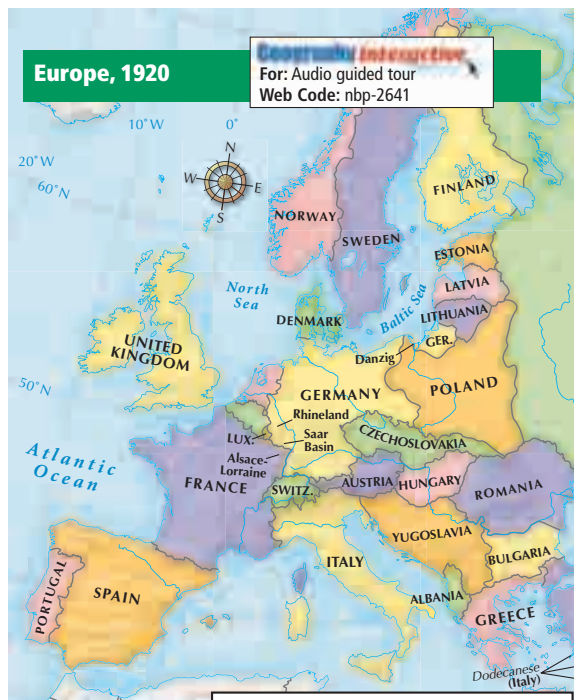 Europe, 1920
Geography Interactive
For: Audio guided tour
Web Code: nbp-2641
10°W
0°
20°W
60°N
N
W
E
S
FINLAND
NORWAY
SWEDEN
ESTONIA
LATVIA
North
Sea
Baltic Sea
LITHUANIA
DENMARK
GER.
Danzig
UNITED
KINGDOM
POLAND
50°N
GERMANY
Rhineland
LUX.
Saar
Basin
CZECHOSLOVAKIA
Alsace-
Lorraine
Atlantic
Ocean
FRANCE
SWITZ.
AUSTRIA
HUNGARY
ROMANIA
YUGOSLAVIA
ITALY
BULGARIA
PORTUGAL
SPAIN
ALBANIA
GREECE
Dodecanese
(Italy)